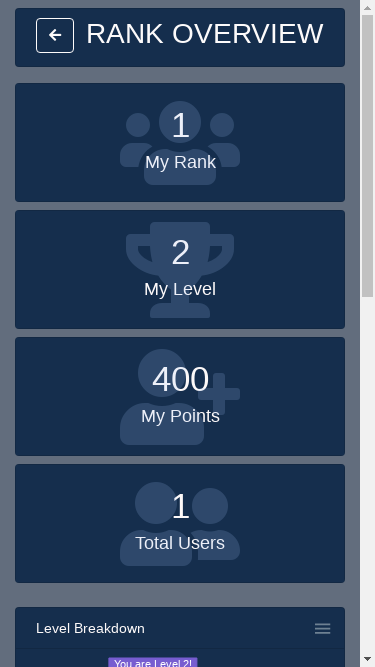 RANK OVERVIEW
1
My Rank
2
My Level
400
My Points
1
Total Users
Level Breakdown
You are Level 2!